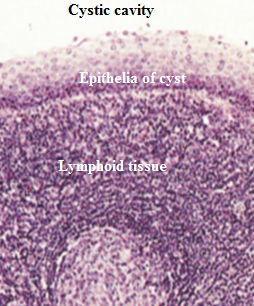 Cystic cavity
Epithelia of cyst
Lymphoid tissue